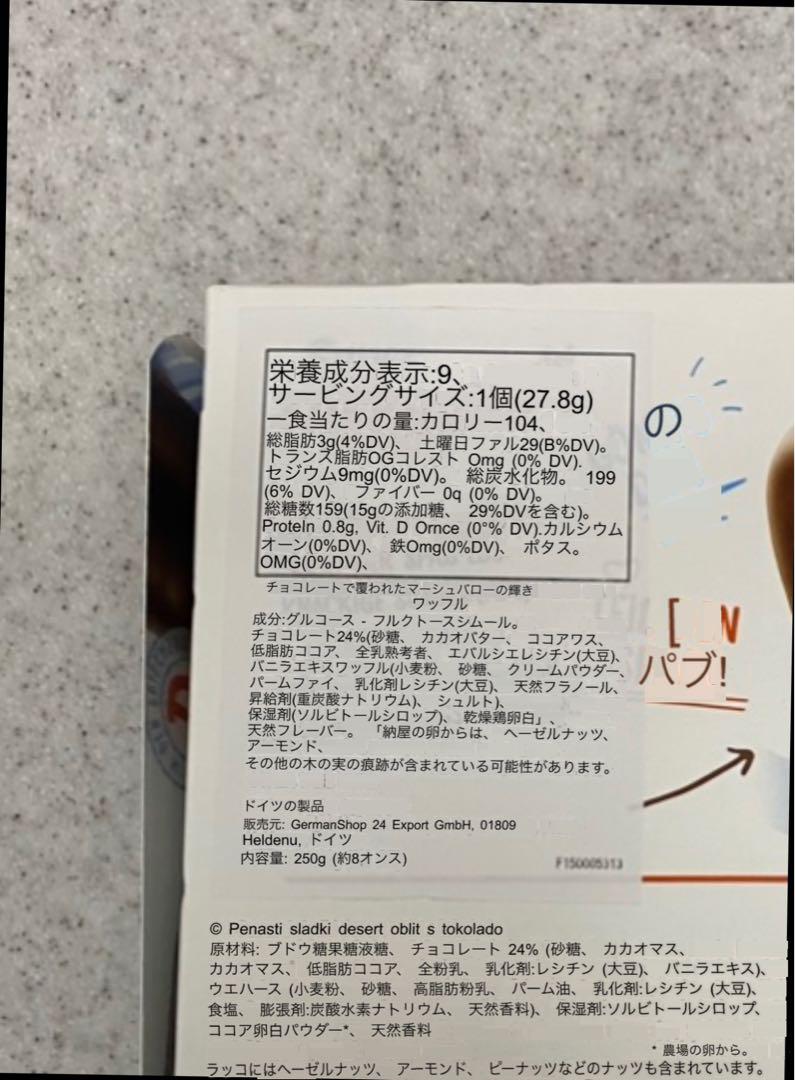 栄養成分表示:9、
サービングサイズ:1個(27.8g)
一食当たりの量:カロリー104、
総脂肪3g(4%DV)、 土曜日ファル29(B%DV)。
トランズ脂肪OGコレスト Omg (0% DV).
セジウム9mg(0%DV)。 総炭水化物。 199
(6% DV)、 ファイバー 0q (0% DV)。
総糖数159(15gの添加糖、 29%DVを含む)。
Protein 0.8g, Vit. D Ornce (0°% DV).カルシウム
オーン(0%DV)、 鉄Omg(0%DV)、 ポタス。
OMG(0%DV)、
チョコレートで覆われたマーシュバローの輝き
ワッフル
成分:グルコース - フルクトースシムール。
チョコレート24%(砂糖、 カカオバター、 ココアワス、
低脂肪ココア、 全乳熟考者、 エバルシエレシチン(大豆)、
バニラエキスワッフル(小麦粉、 砂糖、 クリームパウダー、
パームファイ、 乳化剤レシチン(大豆)、 天然フラノール、
昇給剤(重炭酸ナトリウム)、 シュルト)、
保湿剤(ソルビトールシロップ)、 乾燥鶏卵白」、
天然フレーバー。 「納屋の卵からは、 ヘーゼルナッツ、
アーモンド、
その他の木の実の痕跡が含まれている可能性があります。
ドイツの製品
販売元: GermanShop 24 Export GmbH, 01809
Heldenu, ドイツ
内容量: 250g (約8オンス)
F150005313
の
パブ!
© Penasti sladki desert oblit s tokolado
原材料: ブドウ糖果糖液糖、 チョコレート 24% (砂糖、 カカオマス、
カカオマス、 低脂肪ココア、 全粉乳、 乳化剤:レシチン (大豆)、 バニラエキス)、
ウエハース (小麦粉、 砂糖、 高脂肪粉乳、 パーム油、 乳化剤:レシチン (大豆)、
食塩、 膨張剤:炭酸水素ナトリウム、 天然香料)、 保湿剤:ソルビトールシロップ、
ココア卵白パウダー*、 天然香料
* 農場の卵から。
ラッコにはヘーゼルナッツ、 アーモンド、 ピーナッツなどのナッツも含まれています。